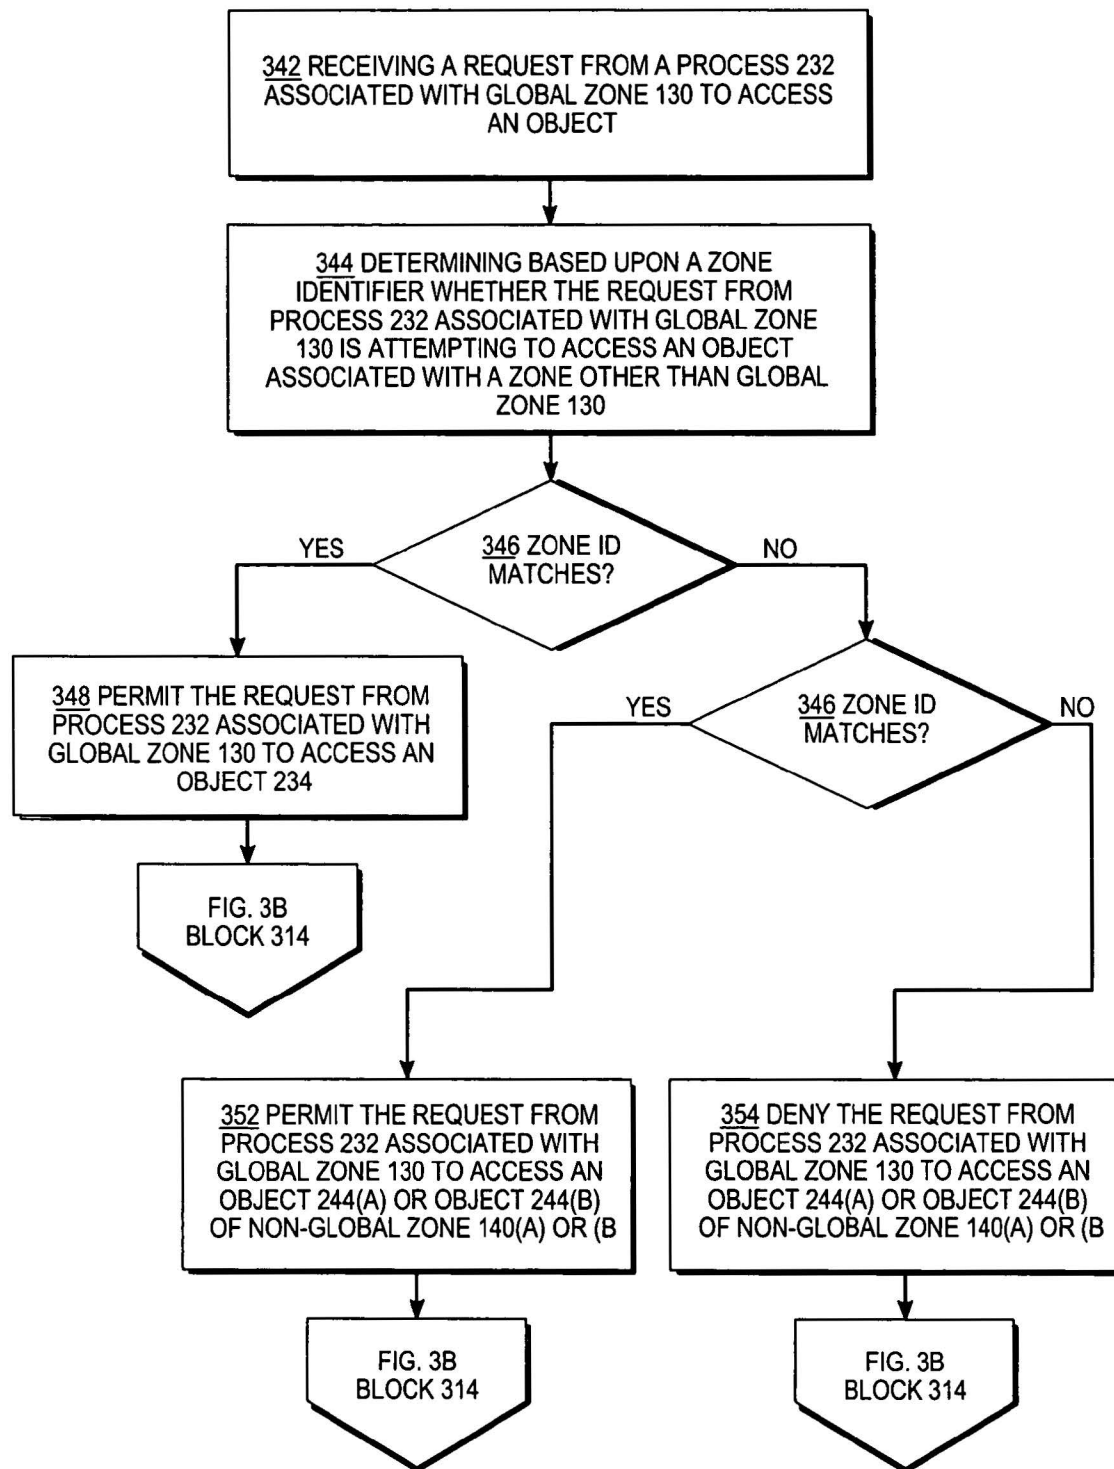 342 RECEIVING A REQUEST FROM A PROCESS 232
ASSOCIATED WITH GLOBAL ZONE 130 TO ACCESS
AN OBJECT
344 DETERMINING BASED UPON A ZONE
IDENTIFIER WHETHER THE REQUEST FROM
PROCESS 232 ASSOCIATED WITH GLOBAL ZONE
130 IS ATTEMPTING TO ACCESS AN OBJECT
ASSOCIATED WITH A ZONE OTHER THAN GLOBAL
ZONE 130
YES
346 ZONE ID
MATCHES?
NO
348 PERMIT THE REQUEST FROM
PROCESS 232 ASSOCIATED WITH
GLOBAL ZONE 130 TO ACCESS AN
OBJECT 234
YES
346 ZONE ID
MATCHES?
NO
FIG. 3B
BLOCK 314
352 PERMIT THE REQUEST FROM
PROCESS 232 ASSOCIATED WITH
GLOBAL ZONE 130 TO ACCESS AN
OBJECT 244(A) OR OBJECT 244(B)
OF NON-GLOBAL ZONE 140(A) OR (B
354 DENY THE REQUEST FROM
PROCESS 232 ASSOCIATED WITH
GLOBAL ZONE 130 TO ACCESS AN
OBJECT 244(A) OR OBJECT 244(B)
OF NON-GLOBAL ZONE 140(A) OR (B
FIG. 3B
BLOCK 314
FIG. 3B
BLOCK 314